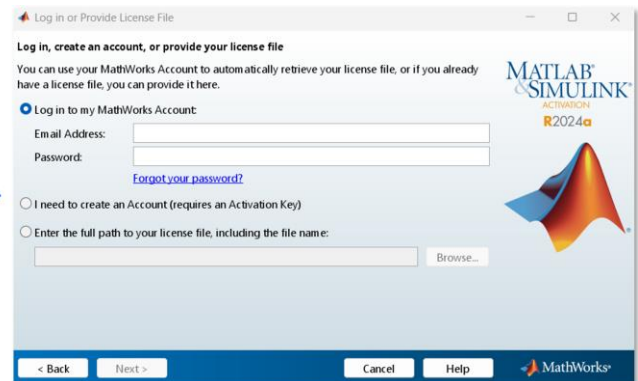 Log in or Provide License File
Log in, create an account, or provide your license file
You can use your MathWorks Account to automatically retrieve your license file, or if you already
have a license file, you can provide it here.
MATLAB®
&SIMULINK®
ACTIVATION
R2024a
Log in to my MathWorks Account:
Email Address:
Password:
Forgot your password?
I need to create an Account (requires an Activation Key)
Enter the full path to your license file, including the file name:
Browse...
< Back
Next >
Cancel
Help
MathWorks®